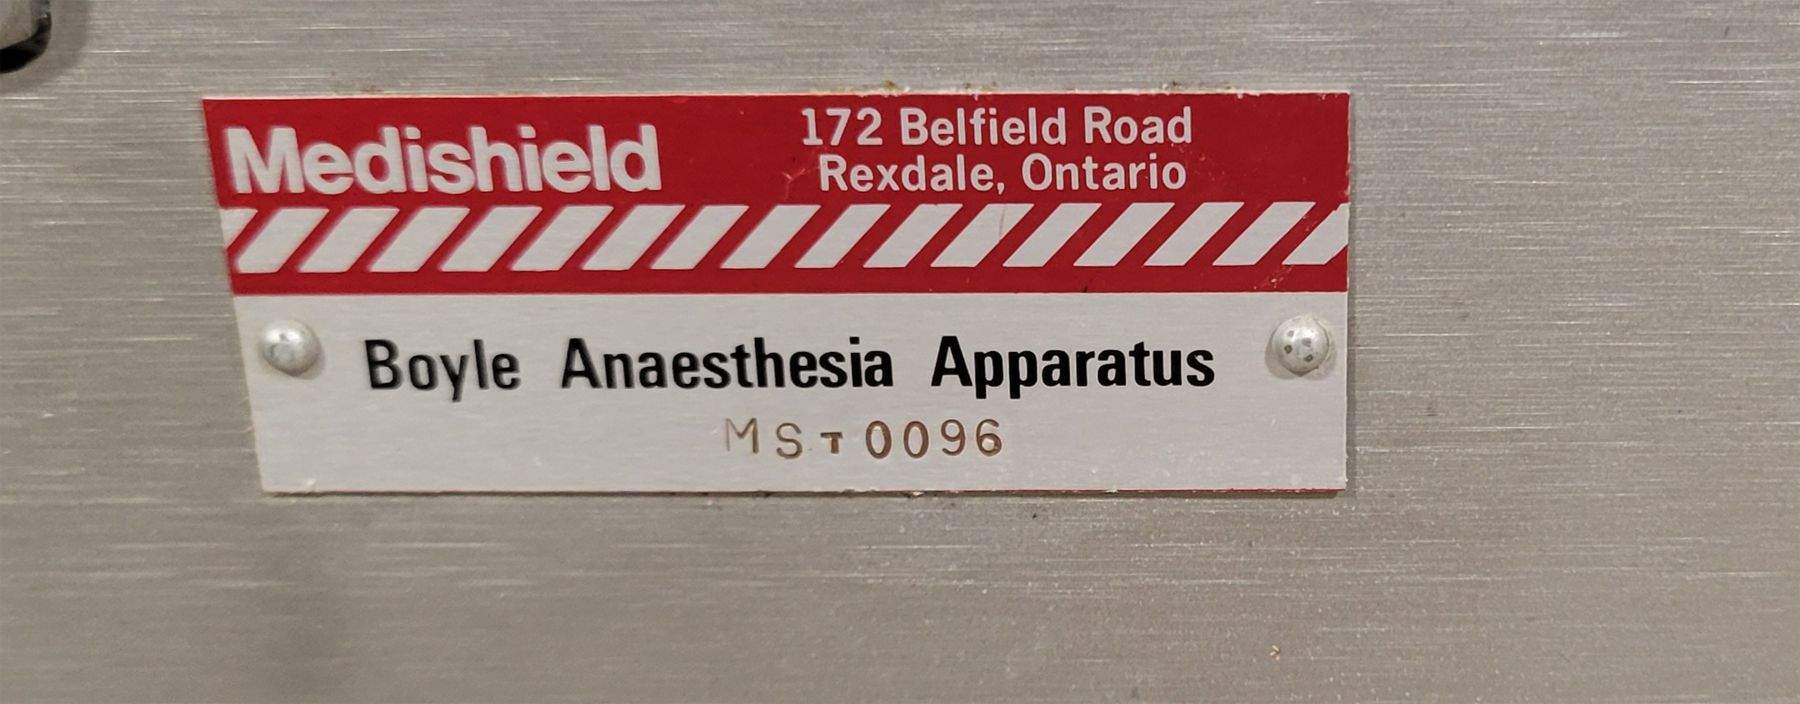 Medishield
172 Belfield Road
Rexdale, Ontario
Boyle Anaesthesia Apparatus
MST0096